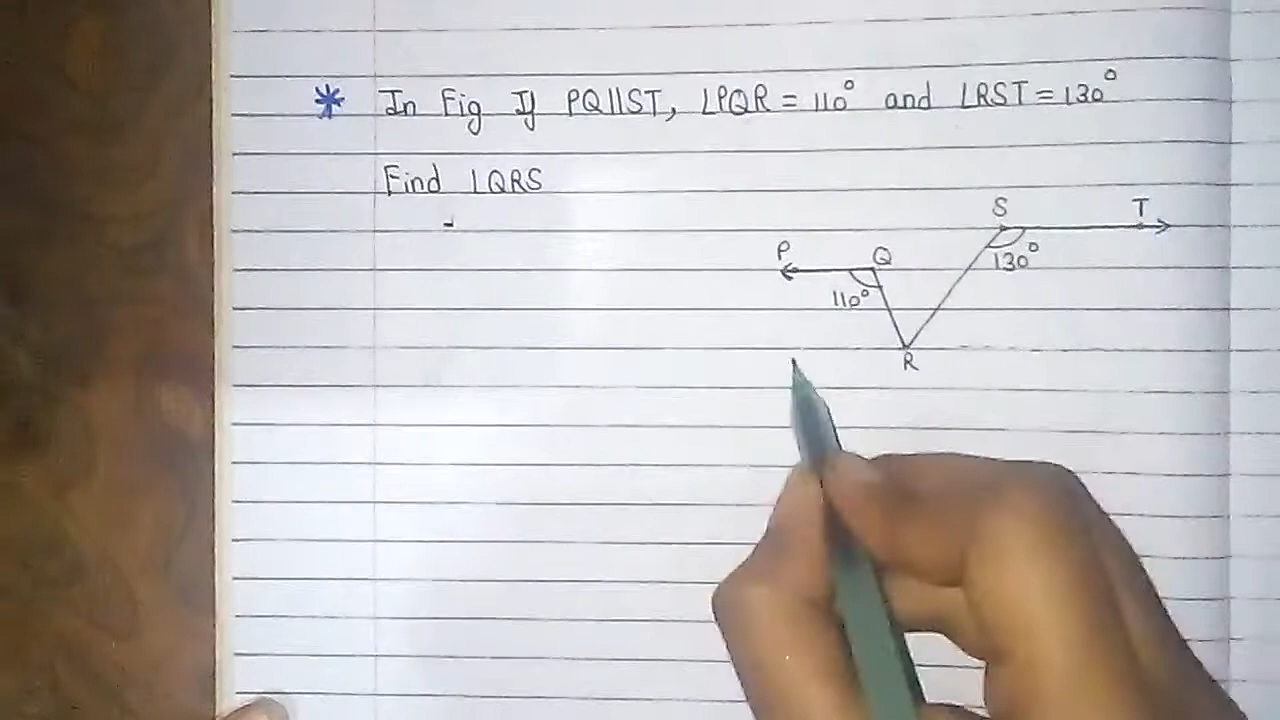 * In Fig If PQ||ST, ∠PQR = 110° and ∠RST = 130°
Find ∠QRS
S T
P Q
130°
110°
R